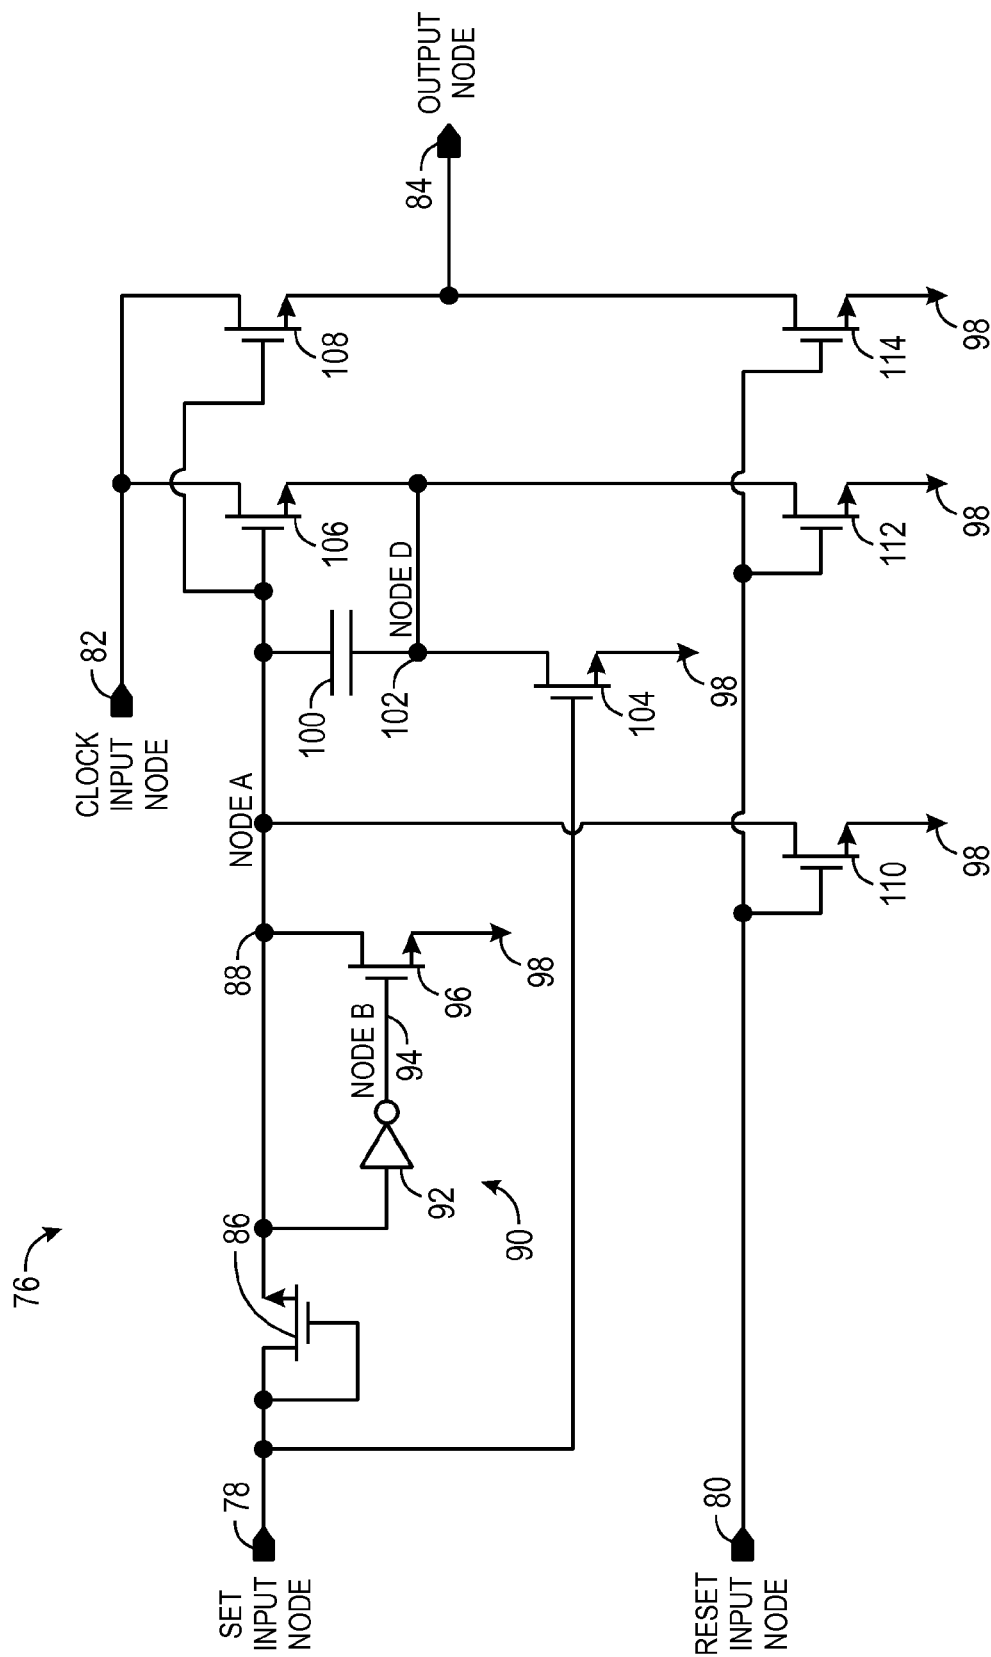 76
CLOCK
INPUT
NODE
82
OUTPUT
NODE
84
SET
INPUT
NODE
78
86
88
NODE A
NODE B
94
92
90
96
98
100
102
NODE D
104
98
106
108
RESET
INPUT
NODE
80
110
98
112
98
114
98